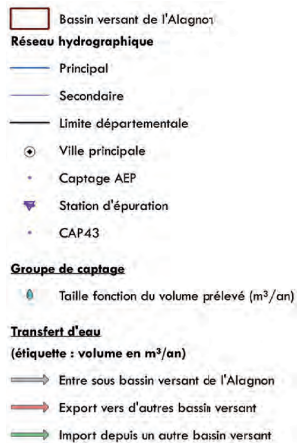 Bassin versant de l'Alagnon
Réseau hydrographique
Principal
Secondaire
Limite départementale
Ville principale
Captage AEP
Station d'épuration
CAP43
Groupe de captage
Taille fonction du volume prélevé (m³/an)
Transfert d'eau
(étiquette : volume en m³/an)
Entre sous bassin versant de l'Alagnon
Export vers d'autres bassin versant
Import depuis un autre bassin versant